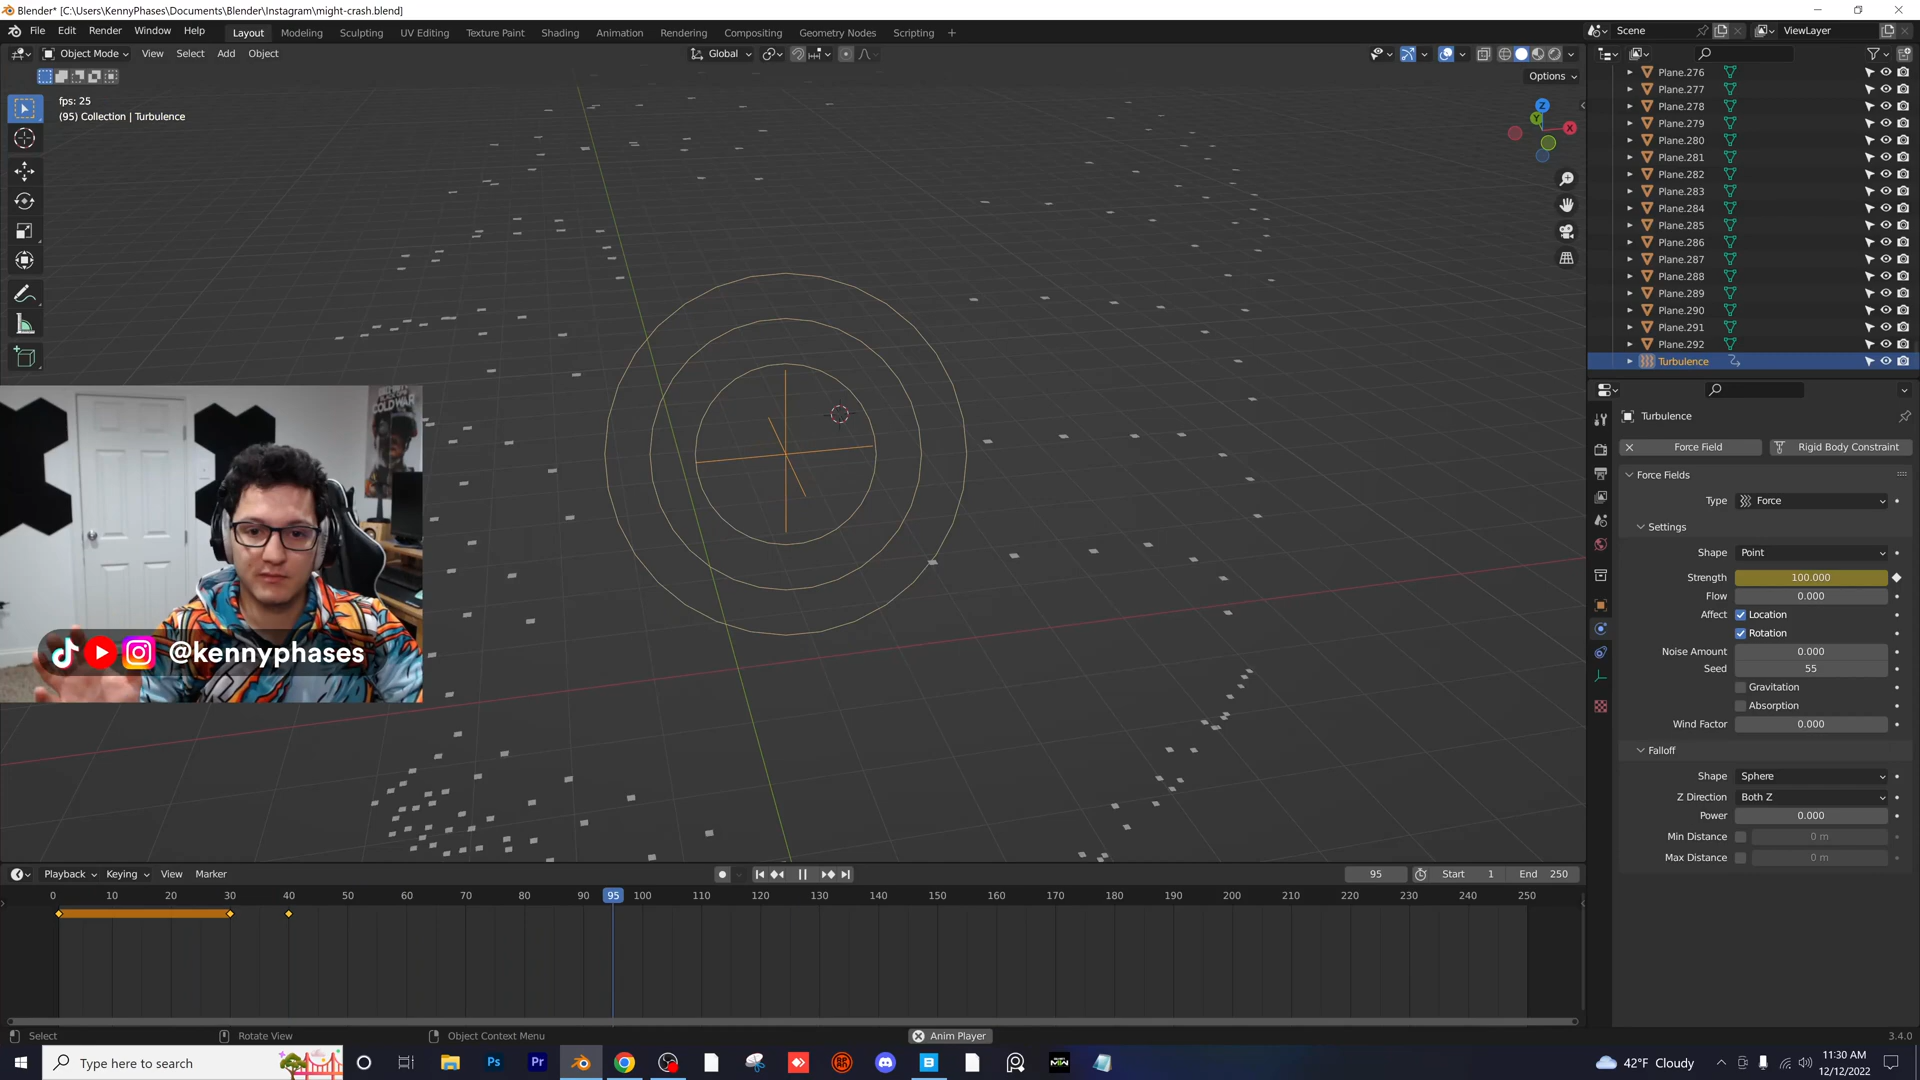 Blender* [C:\Users\KennyPhases\Documents\Blender\Instagram\might-crash.blend]
File Edit Render Window Help Layout Modeling Sculpting UV Editing Texture Paint Shading Animation Rendering Compositing Geometry Nodes Scripting + Scene ViewLayer
Object Mode View Select Add Object Global
Options
fps: 25
(95) Collection | Turbulence
Z
Y
X
Plane.276
Plane.277
Plane.278
Plane.279
Plane.280
Plane.281
Plane.282
Plane.283
Plane.284
Plane.285
Plane.286
Plane.287
Plane.288
Plane.289
Plane.290
Plane.291
Plane.292
Turbulence
Turbulence
Force Field Rigid Body Constraint
Force Fields
Type Force
Settings
Shape Point
Strength 100.000
Flow 0.000
Affect Location
Rotation
Noise Amount 0.000
Seed 55
Gravitation
Absorption
Wind Factor 0.000
Falloff
Shape Sphere
Z Direction Both Z
Power 0.000
Min Distance 0 m
Max Distance 0 m
COLD WAR
@kennyphases
Playback Keying View Marker 95 Start 1 End 250
0 10 20 30 40 50 60 70 80 90 95 100 110 120 130 140 150 160 170 180 190 200 210 220 230 240 250
Select Rotate View Object Context Menu Anim Player 3.4.0
Type here to search Ps Pr 42°F Cloudy 11:30 AM
12/12/2022